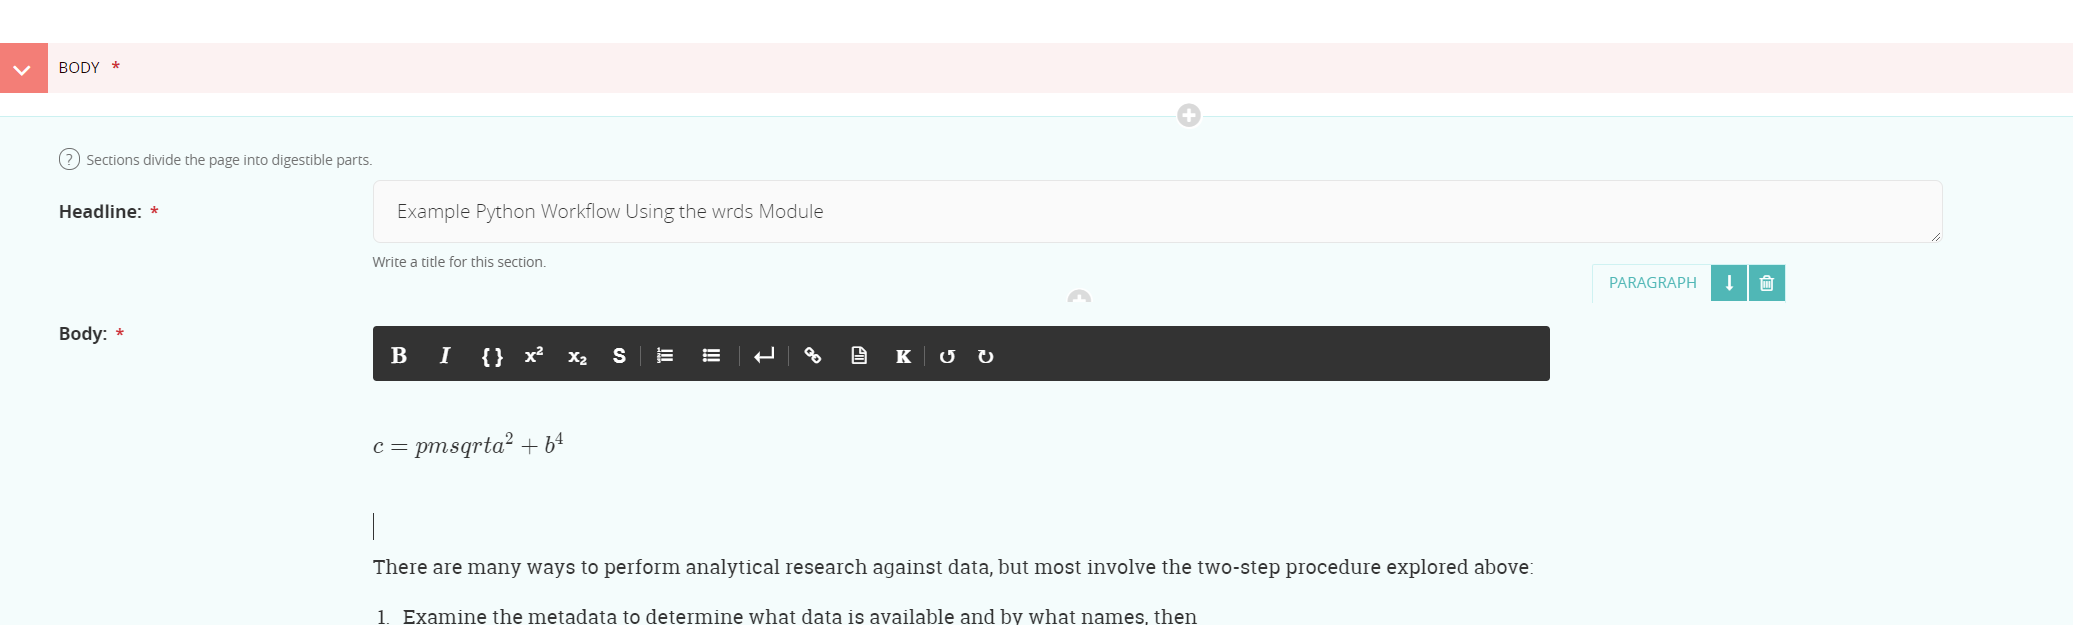 BODY *
? Sections divide the page into digestible parts.
Headline: *
Example Python Workflow Using the wrds Module
Write a title for this section.
PARAGRAPH
Body: *
B I { } x² x₂ S K
c = pmsqrta² + b⁴
There are many ways to perform analytical research against data, but most involve the two-step procedure explored above:
1. Examine the metadata to determine what data is available and by what names, then